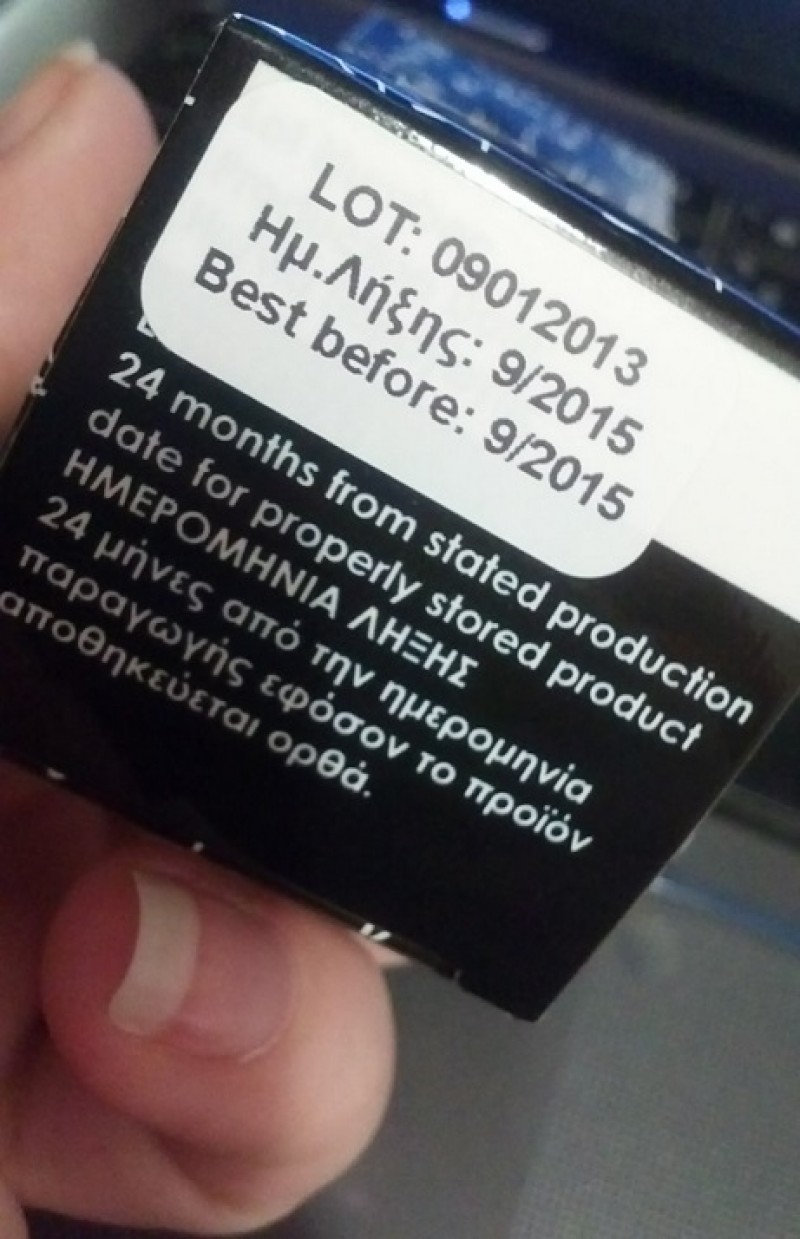 LOT: 09012013
Ημ.Λήξης: 9/2015
Best before: 9/2015
24 months from stated production
date for properly stored product
ΗΜΕΡΟΜΗΝΙΑ ΛΗΞΗΣ
24 μήνες από την ημερομηνία
παραγωγής εφόσον το προϊόν
αποθηκεύεται ορθά.